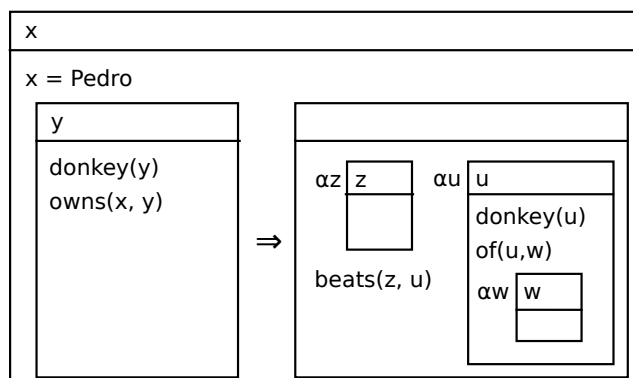 x
x = Pedro
y
donkey(y)
owns(x, y)
⇒
αz z
beats(z, u)
αu u
donkey(u)
of(u,w)
αw w